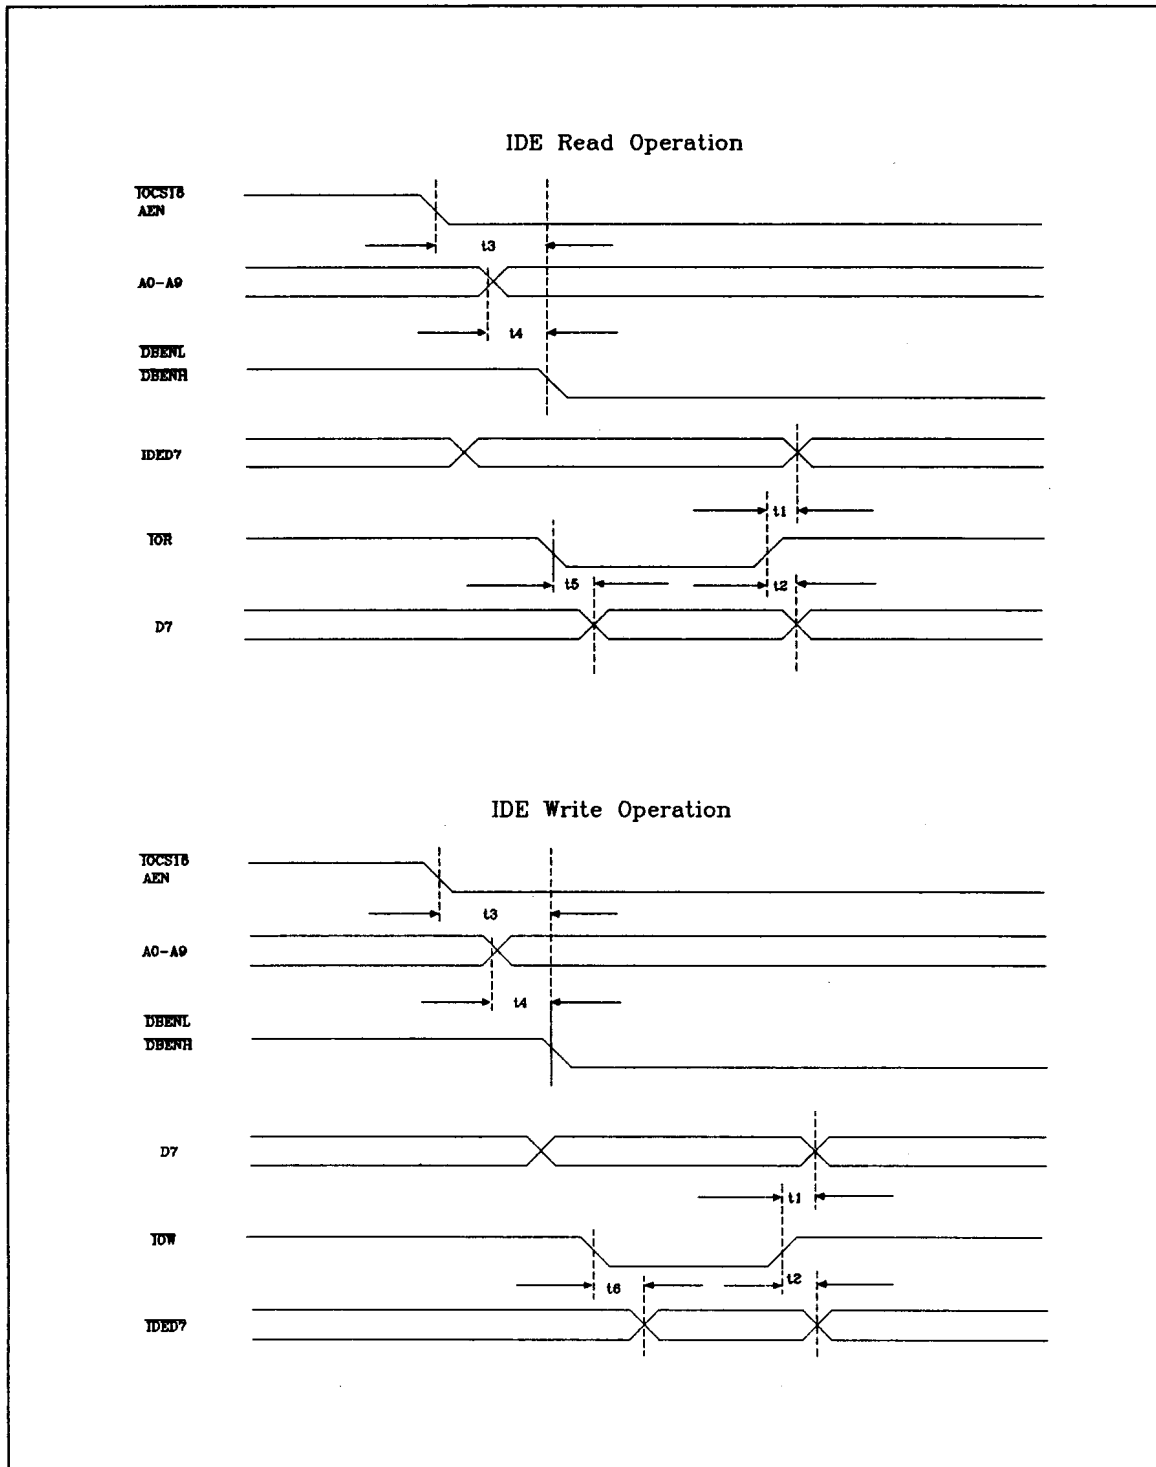 IDE Read Operation
IOCS16
AEN
t3
A0-A9
t4
DBENL
DBENH
IDED7
t1
IOR
t5
t2
D7
IDE Write Operation
IOCS16
AEN
t3
A0-A9
t4
DBENL
DBENH
D7
t1
IOW
t6
t2
IDED7